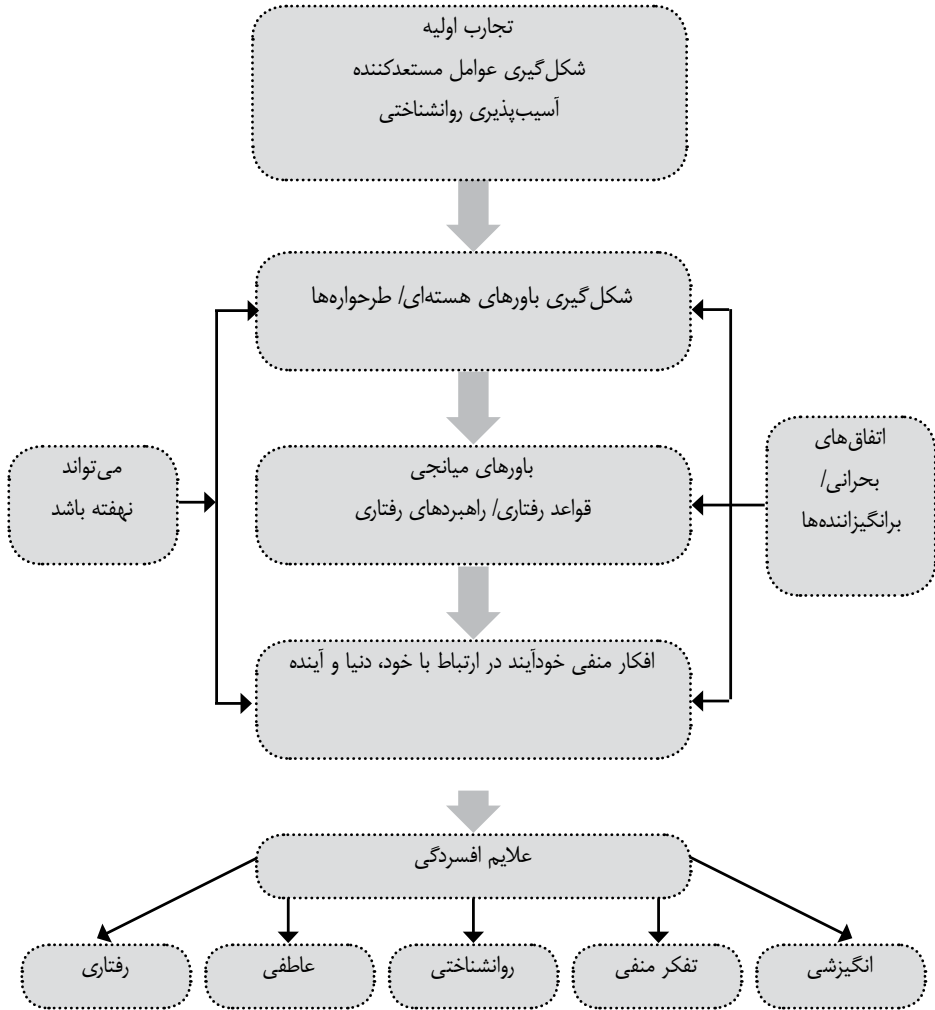 تجارب اولیه
شکل‌گیری عوامل مستعدکننده
آسیب‌پذیری روانشناختی
شکل‌گیری باورهای هسته‌ای/ طرحواره‌ها
اتفاق‌های
بحرانی/
برانگیزاننده‌ها
باورهای میانجی
قواعد رفتاری/ راهبردهای رفتاری
می‌تواند
نهفته باشد
افکار منفی خودآیند در ارتباط با خود، دنیا و آینده
علایم افسردگی
انگیزشی
تفکر منفی
روانشناختی
عاطفی
رفتاری